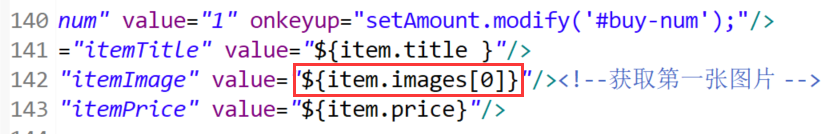 140 num" value="1" onkeyup="setAmount.modify('#buy-num');"/>
141 ="itemTitle" value="${item.title }"/>
142 "itemImage" value="${item.images[0]}"/><!--获取第一张图片 -->
143 "itemPrice" value="${item.price}"/>